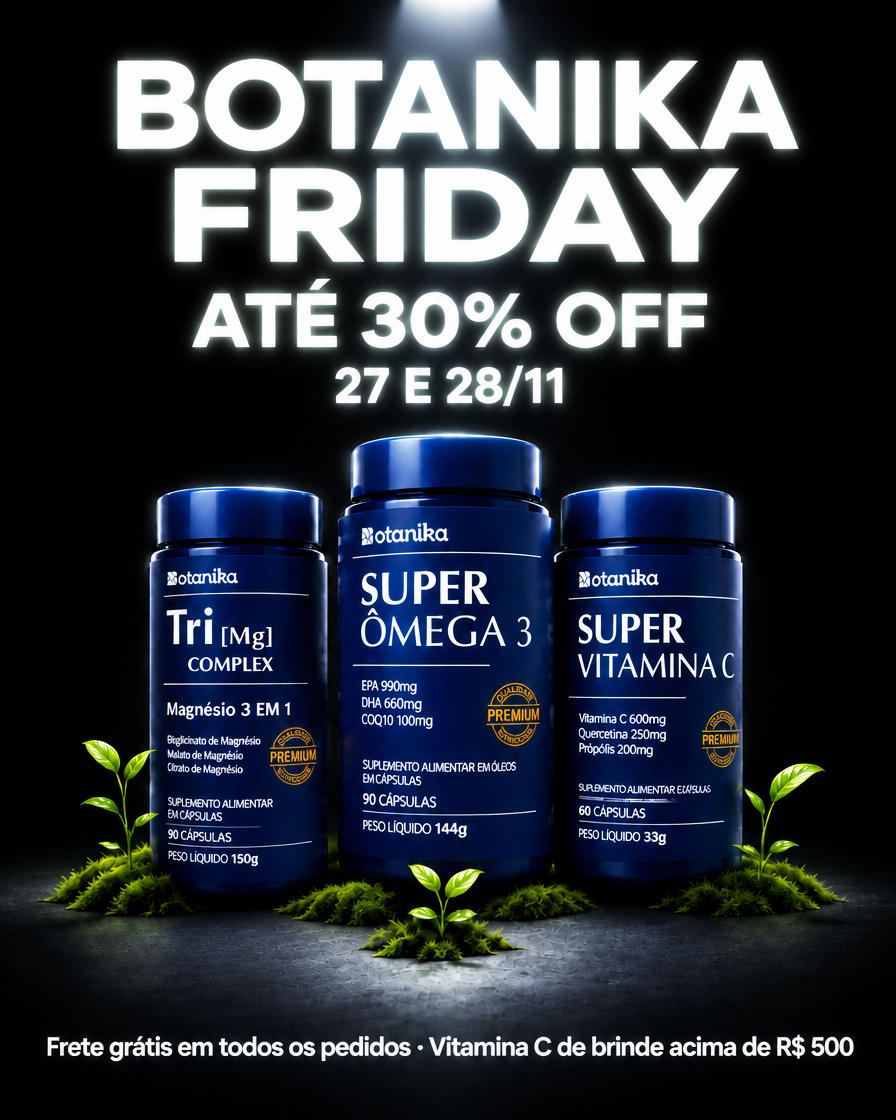 BOTANIKA
FRIDAY
ATÉ 30% OFF
27 E 28/11
Botanika
Tri [Mg]
COMPLEX
Magnésio 3 EM 1
Malato de Magnésio
Citrato de Magnésio
PREMIUM
SUPLEMENTO ALIMENTAR
EM CÁPSULAS
90 CÁPSULAS
PESO LÍQUIDO 150g
Botanika
SUPER
ÔMEGA 3
EPA 990mg
DHA 660mg
COQ10 100mg
PREMIUM
SUPLEMENTO ALIMENTAR EM ÓLEOS
EM CÁPSULAS
90 CÁPSULAS
PESO LÍQUIDO 144g
Botanika
SUPER
VITAMINA C
Vitamina C 600mg
Quercetina 250mg
Própolis 200mg
PREMIUM
SUPLEMENTO ALIMENTAR
60 CÁPSULAS
PESO LÍQUIDO 33g
Frete grátis em todos os pedidos · Vitamina C de brinde acima de R$ 500